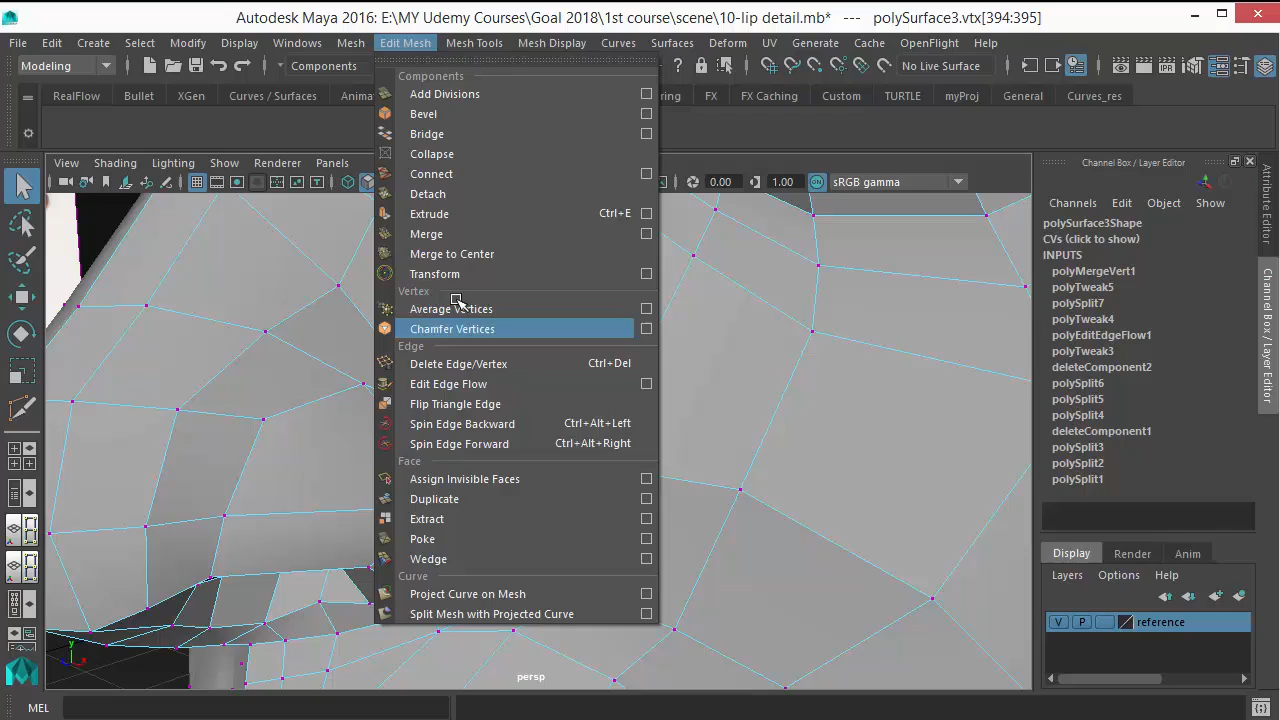 Autodesk Maya 2016: E:\MY Udemy Courses\Goal 2018\1st course\scene\10-lip detail.mb* --- polySurface3.vtx[394:395]
File Edit Create Select Modify Display Windows Mesh Edit Mesh Mesh Tools Mesh Display Curves Surfaces Deform UV Generate Cache OpenFlight Help
Modeling Components No Live Surface
RealFlow Bullet XGen Curves / Surfaces FX FX Caching Custom TURTLE myProj General Curves_res
View Shading Lighting Show Renderer Panels
0.00 1.00 sRGB gamma
Components
Add Divisions
Bevel
Bridge
Collapse
Connect
Detach
Extrude Ctrl+E
Merge
Merge to Center
Transform
Vertex
Average Vertices
Chamfer Vertices
Edge
Delete Edge/Vertex Ctrl+Del
Edit Edge Flow
Flip Triangle Edge
Spin Edge Backward Ctrl+Alt+Left
Spin Edge Forward Ctrl+Alt+Right
Face
Assign Invisible Faces
Duplicate
Extract
Poke
Wedge
Curve
Project Curve on Mesh
Split Mesh with Projected Curve
persp
Channel Box / Layer Editor
Channels Edit Object Show
polySurface3Shape
CVs (click to show)
INPUTS
polyMergeVert1
polyTweak5
polySplit7
polyTweak4
polyEditEdgeFlow1
polyTweak3
deleteComponent2
polySplit6
polySplit5
polySplit4
deleteComponent1
polySplit3
polySplit2
polySplit1
Display Render Anim
Layers Options Help
V P reference
Attribute Editor
Channel Box / Layer Editor
y
MEL